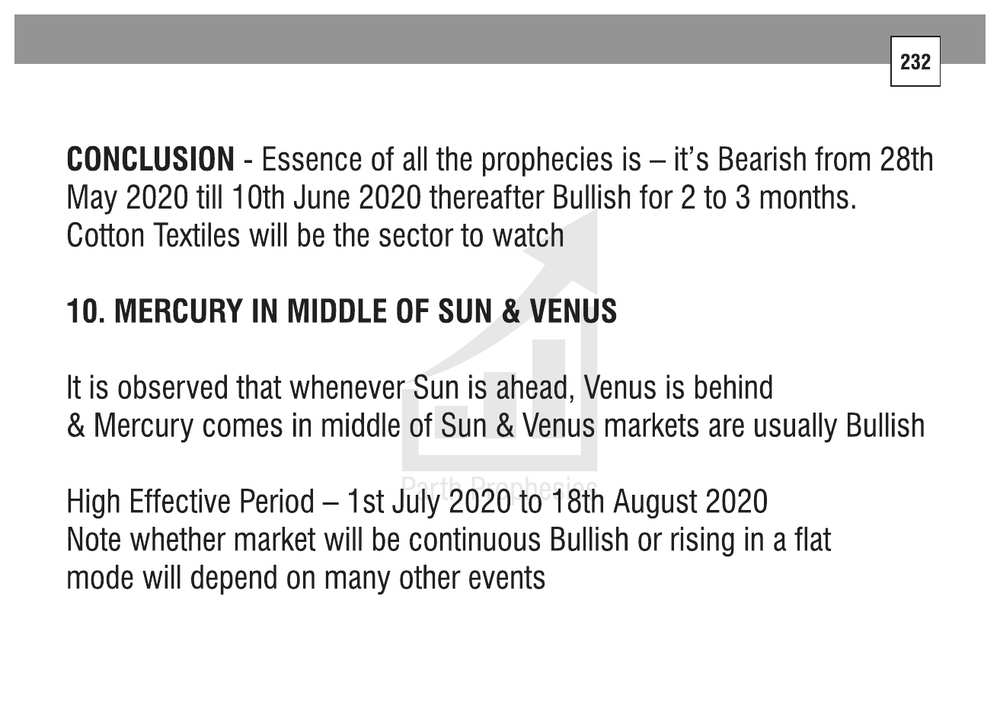 232
CONCLUSION - Essence of all the prophecies is – it’s Bearish from 28th
May 2020 till 10th June 2020 thereafter Bullish for 2 to 3 months.
Cotton Textiles will be the sector to watch
10. MERCURY IN MIDDLE OF SUN & VENUS
It is observed that whenever Sun is ahead, Venus is behind
& Mercury comes in middle of Sun & Venus markets are usually Bullish
Parth Prophecies
High Effective Period – 1st July 2020 to 18th August 2020
Note whether market will be continuous Bullish or rising in a flat
mode will depend on many other events